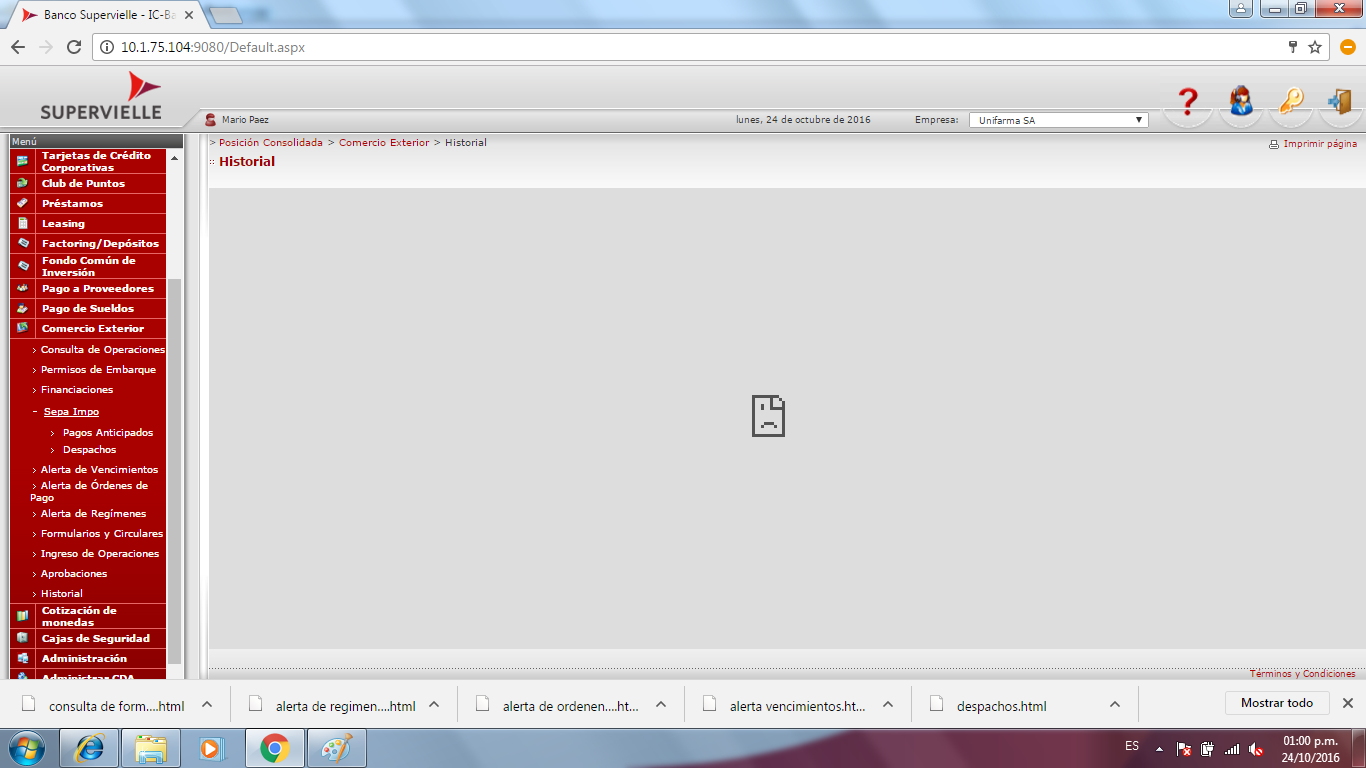 Banco Supervielle - IC-Ba
10.1.75.104:9080/Default.aspx
SUPERVIELLE
Mario Paez
lunes, 24 de octubre de 2016
Empresa:
Unifarma SA
Menú
> Posición Consolidada > Comercio Exterior > Historial
Imprimir página
Historial
Tarjetas de Crédito
Corporativas
Club de Puntos
Préstamos
Leasing
Factoring/Depósitos
Fondo Común de
Inversión
Pago a Proveedores
Pago de Sueldos
Comercio Exterior
> Consulta de Operaciones
> Permisos de Embarque
> Financiaciones
- Sepa Impo
> Pagos Anticipados
> Despachos
> Alerta de Vencimientos
> Alerta de Órdenes de
Pago
> Alerta de Regímenes
> Formularios y Circulares
> Ingreso de Operaciones
> Aprobaciones
> Historial
Cotización de
monedas
Cajas de Seguridad
Administración
Administrar CDA
Términos y Condiciones
consulta de form....html
alerta de regimen....html
alerta de ordenen....ht...
alerta vencimientos.ht...
despachos.html
Mostrar todo
ES
01:00 p.m.
24/10/2016